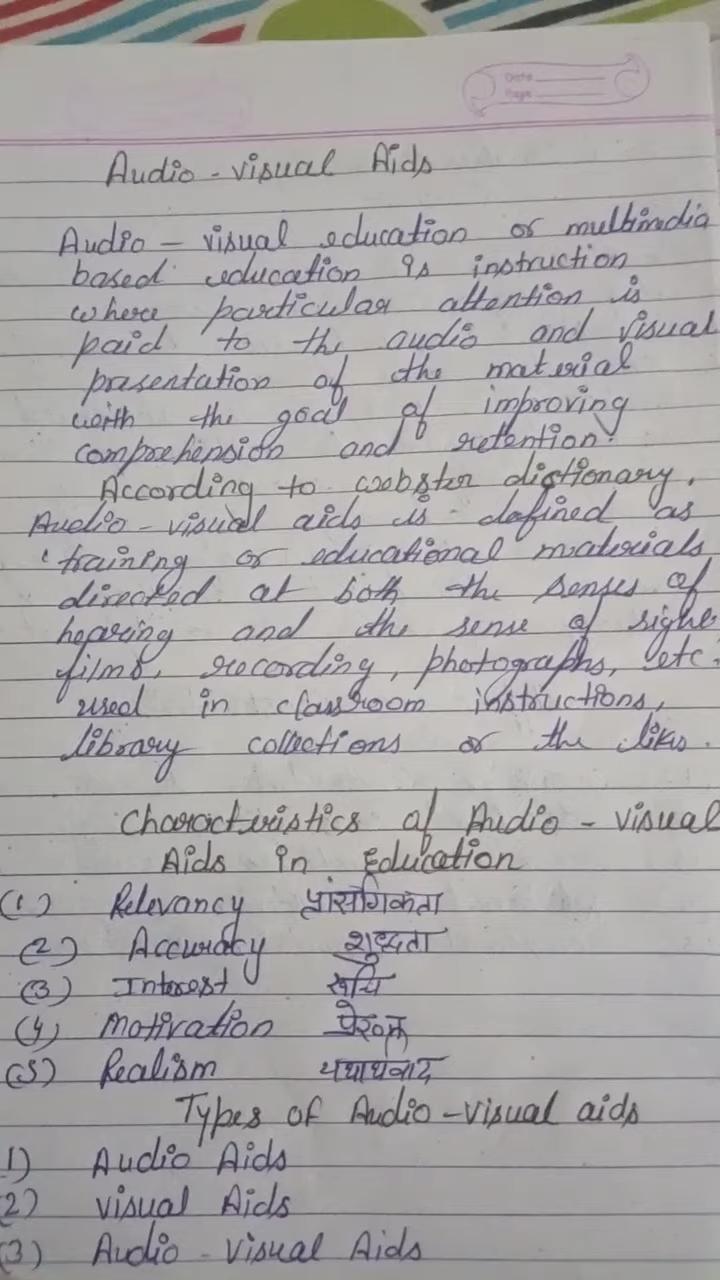 Date
Page
Audio - visual Aids
Audio - visual education or multimedia
based education is instruction
where particular attention is
paid to the audio and visual
presentation of the material
with the goal of improving
comprehension and retention.
According to webster dictionary,
Audio - visual aids is defined as
'training or educational materials
directed at both the senses of
hearing and the sense of sight
films, recording, photographs, etc.
used in classroom instructions,
library collections or the likes.
Characteristics of Audio - visual
Aids in Education
(1) Relevancy प्रांसगिकता
(2) Accuracy शुध्दता
(3) Interest रूचि
(4) Motivation
(5) Realism यथार्थवाद
Types of Audio - visual aids
1) Audio Aids
2) visual Aids
(3) Audio - visual Aids